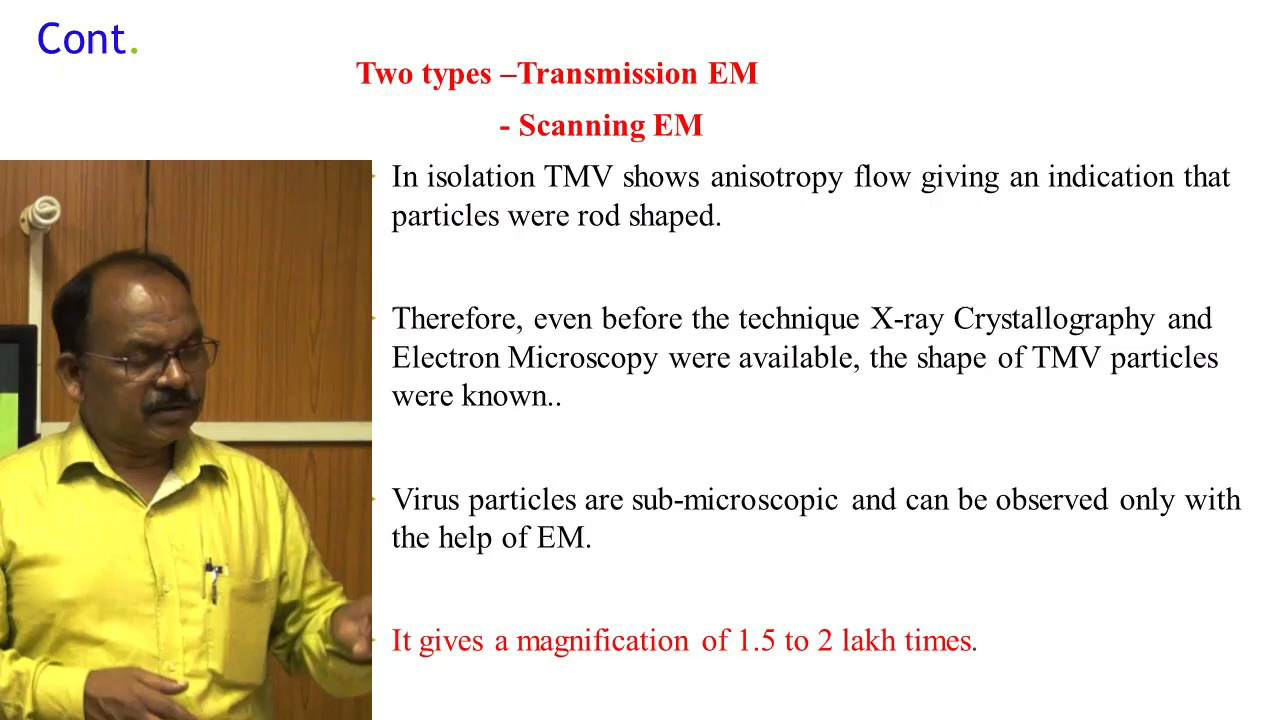 Cont.
Two types –Transmission EM
- Scanning EM
In isolation TMV shows anisotropy flow giving an indication that
particles were rod shaped.
Therefore, even before the technique X-ray Crystallography and
Electron Microscopy were available, the shape of TMV particles
were known..
Virus particles are sub-microscopic and can be observed only with
the help of EM.
It gives a magnification of 1.5 to 2 lakh times.